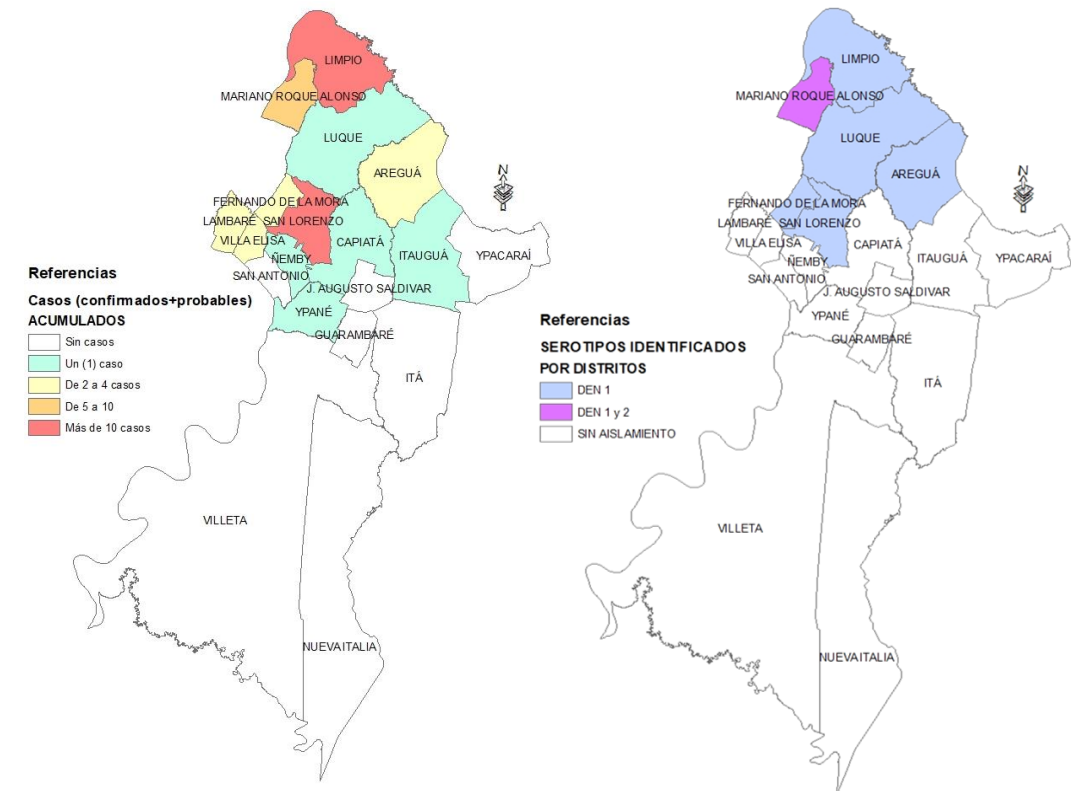 LIMPIO
MARIANO ROQUE ALONSO
LUQUE
AREGUÁ
N
FERNANDO DE LA MORA
LAMBARÉ
SAN LORENZO
VILLA ELISA
CAPIATÁ
ITAUGUÁ
YPACARAÍ
ÑEMBY
SAN ANTONIO
J. AUGUSTO SALDIVAR
YPANÉ
GUARAMBARÉ
ITÁ
VILLETA
NUEVA ITALIA
Referencias
Casos (confirmados+probables)
ACUMULADOS
Sin casos
Un (1) caso
De 2 a 4 casos
De 5 a 10
Más de 10 casos
LIMPIO
MARIANO ROQUE ALONSO
LUQUE
AREGUÁ
N
FERNANDO DE LA MORA
LAMBARÉ
SAN LORENZO
VILLA ELISA
CAPIATÁ
ITAUGUÁ
YPACARAÍ
ÑEMBY
SAN ANTONIO
J. AUGUSTO SALDIVAR
YPANÉ
GUARAMBARÉ
ITÁ
VILLETA
NUEVA ITALIA
Referencias
SEROTIPOS IDENTIFICADOS
POR DISTRITOS
DEN 1
DEN 1 y 2
SIN AISLAMIENTO